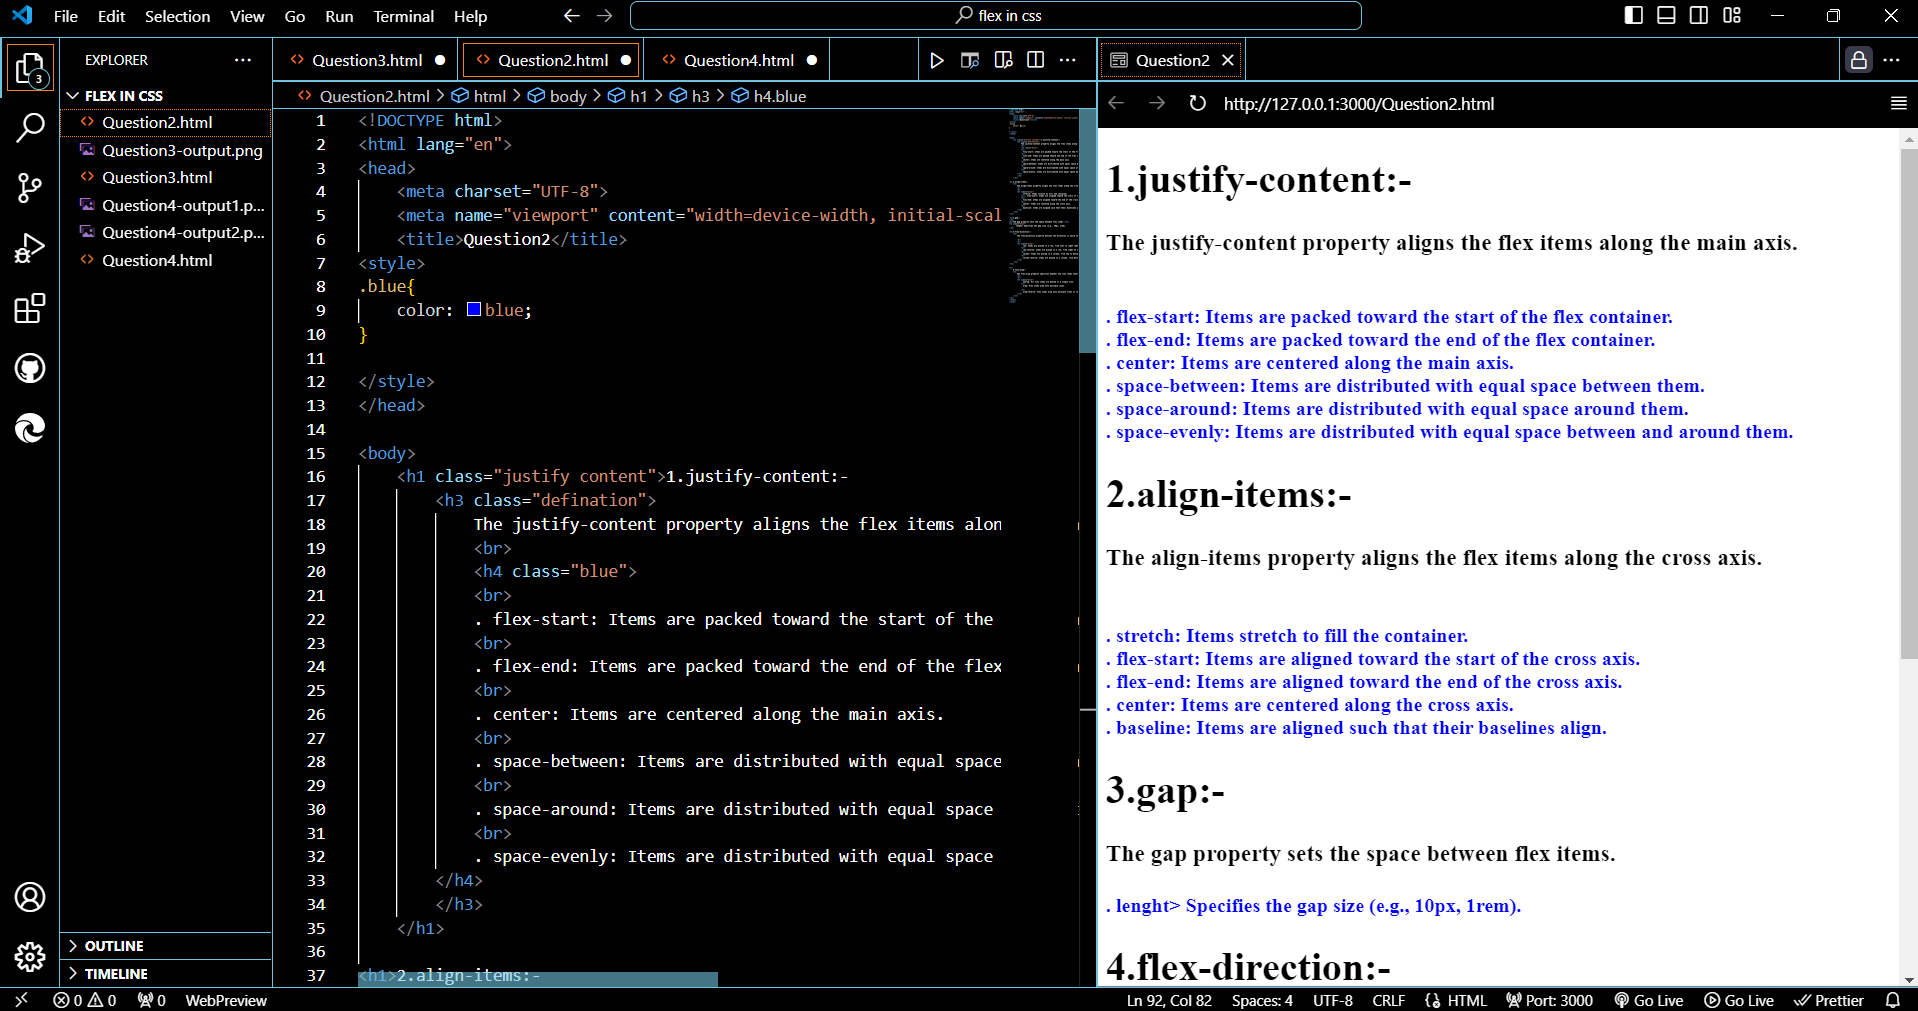 File Edit Selection View Go Run Terminal Help
flex in css
EXPLORER
FLEX IN CSS
Question2.html
Question3-output.png
Question3.html
Question4-output1.p...
Question4-output2.p...
Question4.html
OUTLINE
TIMELINE
3
Question3.html Question2.html Question4.html
Question2.html > html > body > h1 > h3 > h4.blue
1 <!DOCTYPE html>
2 <html lang="en">
3 <head>
4 <meta charset="UTF-8">
5 <meta name="viewport" content="width=device-width, initial-scal
6 <title>Question2</title>
7 <style>
8 .blue{
9 color: blue;
10 }
11
12 </style>
13 </head>
14
15 <body>
16 <h1 class="justify content">1.justify-content:-
17 <h3 class="defination">
18 The justify-content property aligns the flex items alon
19 <br>
20 <h4 class="blue">
21 <br>
22 . flex-start: Items are packed toward the start of the
23 <br>
24 . flex-end: Items are packed toward the end of the flex
25 <br>
26 . center: Items are centered along the main axis.
27 <br>
28 . space-between: Items are distributed with equal space
29 <br>
30 . space-around: Items are distributed with equal space
31 <br>
32 . space-evenly: Items are distributed with equal space
33 </h4>
34 </h3>
35 </h1>
36
37 <h1>2.align-items:-
Question2
http://127.0.0.1:3000/Question2.html
1.justify-content:-
The justify-content property aligns the flex items along the main axis.
. flex-start: Items are packed toward the start of the flex container.
. flex-end: Items are packed toward the end of the flex container.
. center: Items are centered along the main axis.
. space-between: Items are distributed with equal space between them.
. space-around: Items are distributed with equal space around them.
. space-evenly: Items are distributed with equal space between and around them.
2.align-items:-
The align-items property aligns the flex items along the cross axis.
. stretch: Items stretch to fill the container.
. flex-start: Items are aligned toward the start of the cross axis.
. flex-end: Items are aligned toward the end of the cross axis.
. center: Items are centered along the cross axis.
. baseline: Items are aligned such that their baselines align.
3.gap:-
The gap property sets the space between flex items.
. lenght> Specifies the gap size (e.g., 10px, 1rem).
4.flex-direction:-
0 0 0 WebPreview Ln 92, Col 82 Spaces: 4 UTF-8 CRLF HTML Port: 3000 Go Live Go Live Prettier